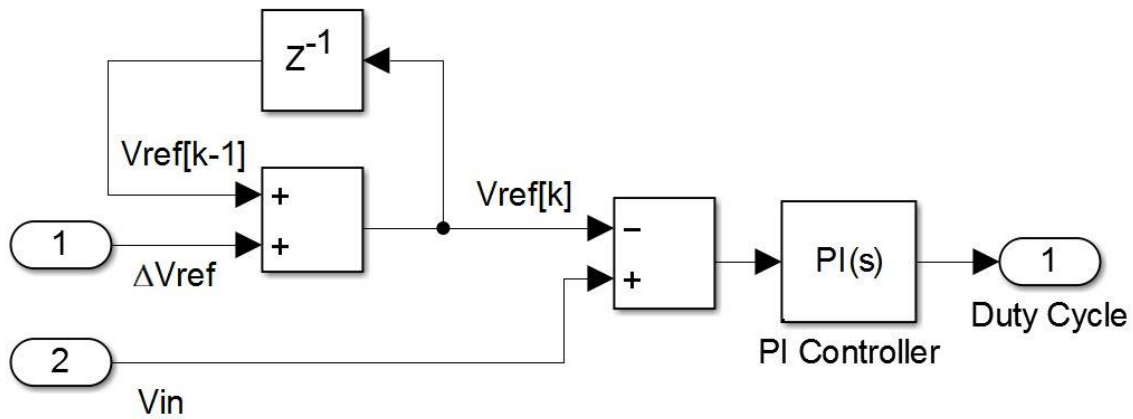 Z-1
Vref[k-1]
+
Vref[k]
1
+
ΔVref
−
+
PI(s)
1
Duty Cycle
PI Controller
2
Vin